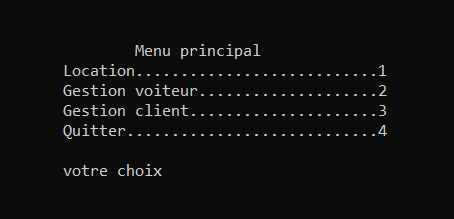 Menu principal
Location...........................1
Gestion voiteur....................2
Gestion client.....................3
Quitter............................4
votre choix